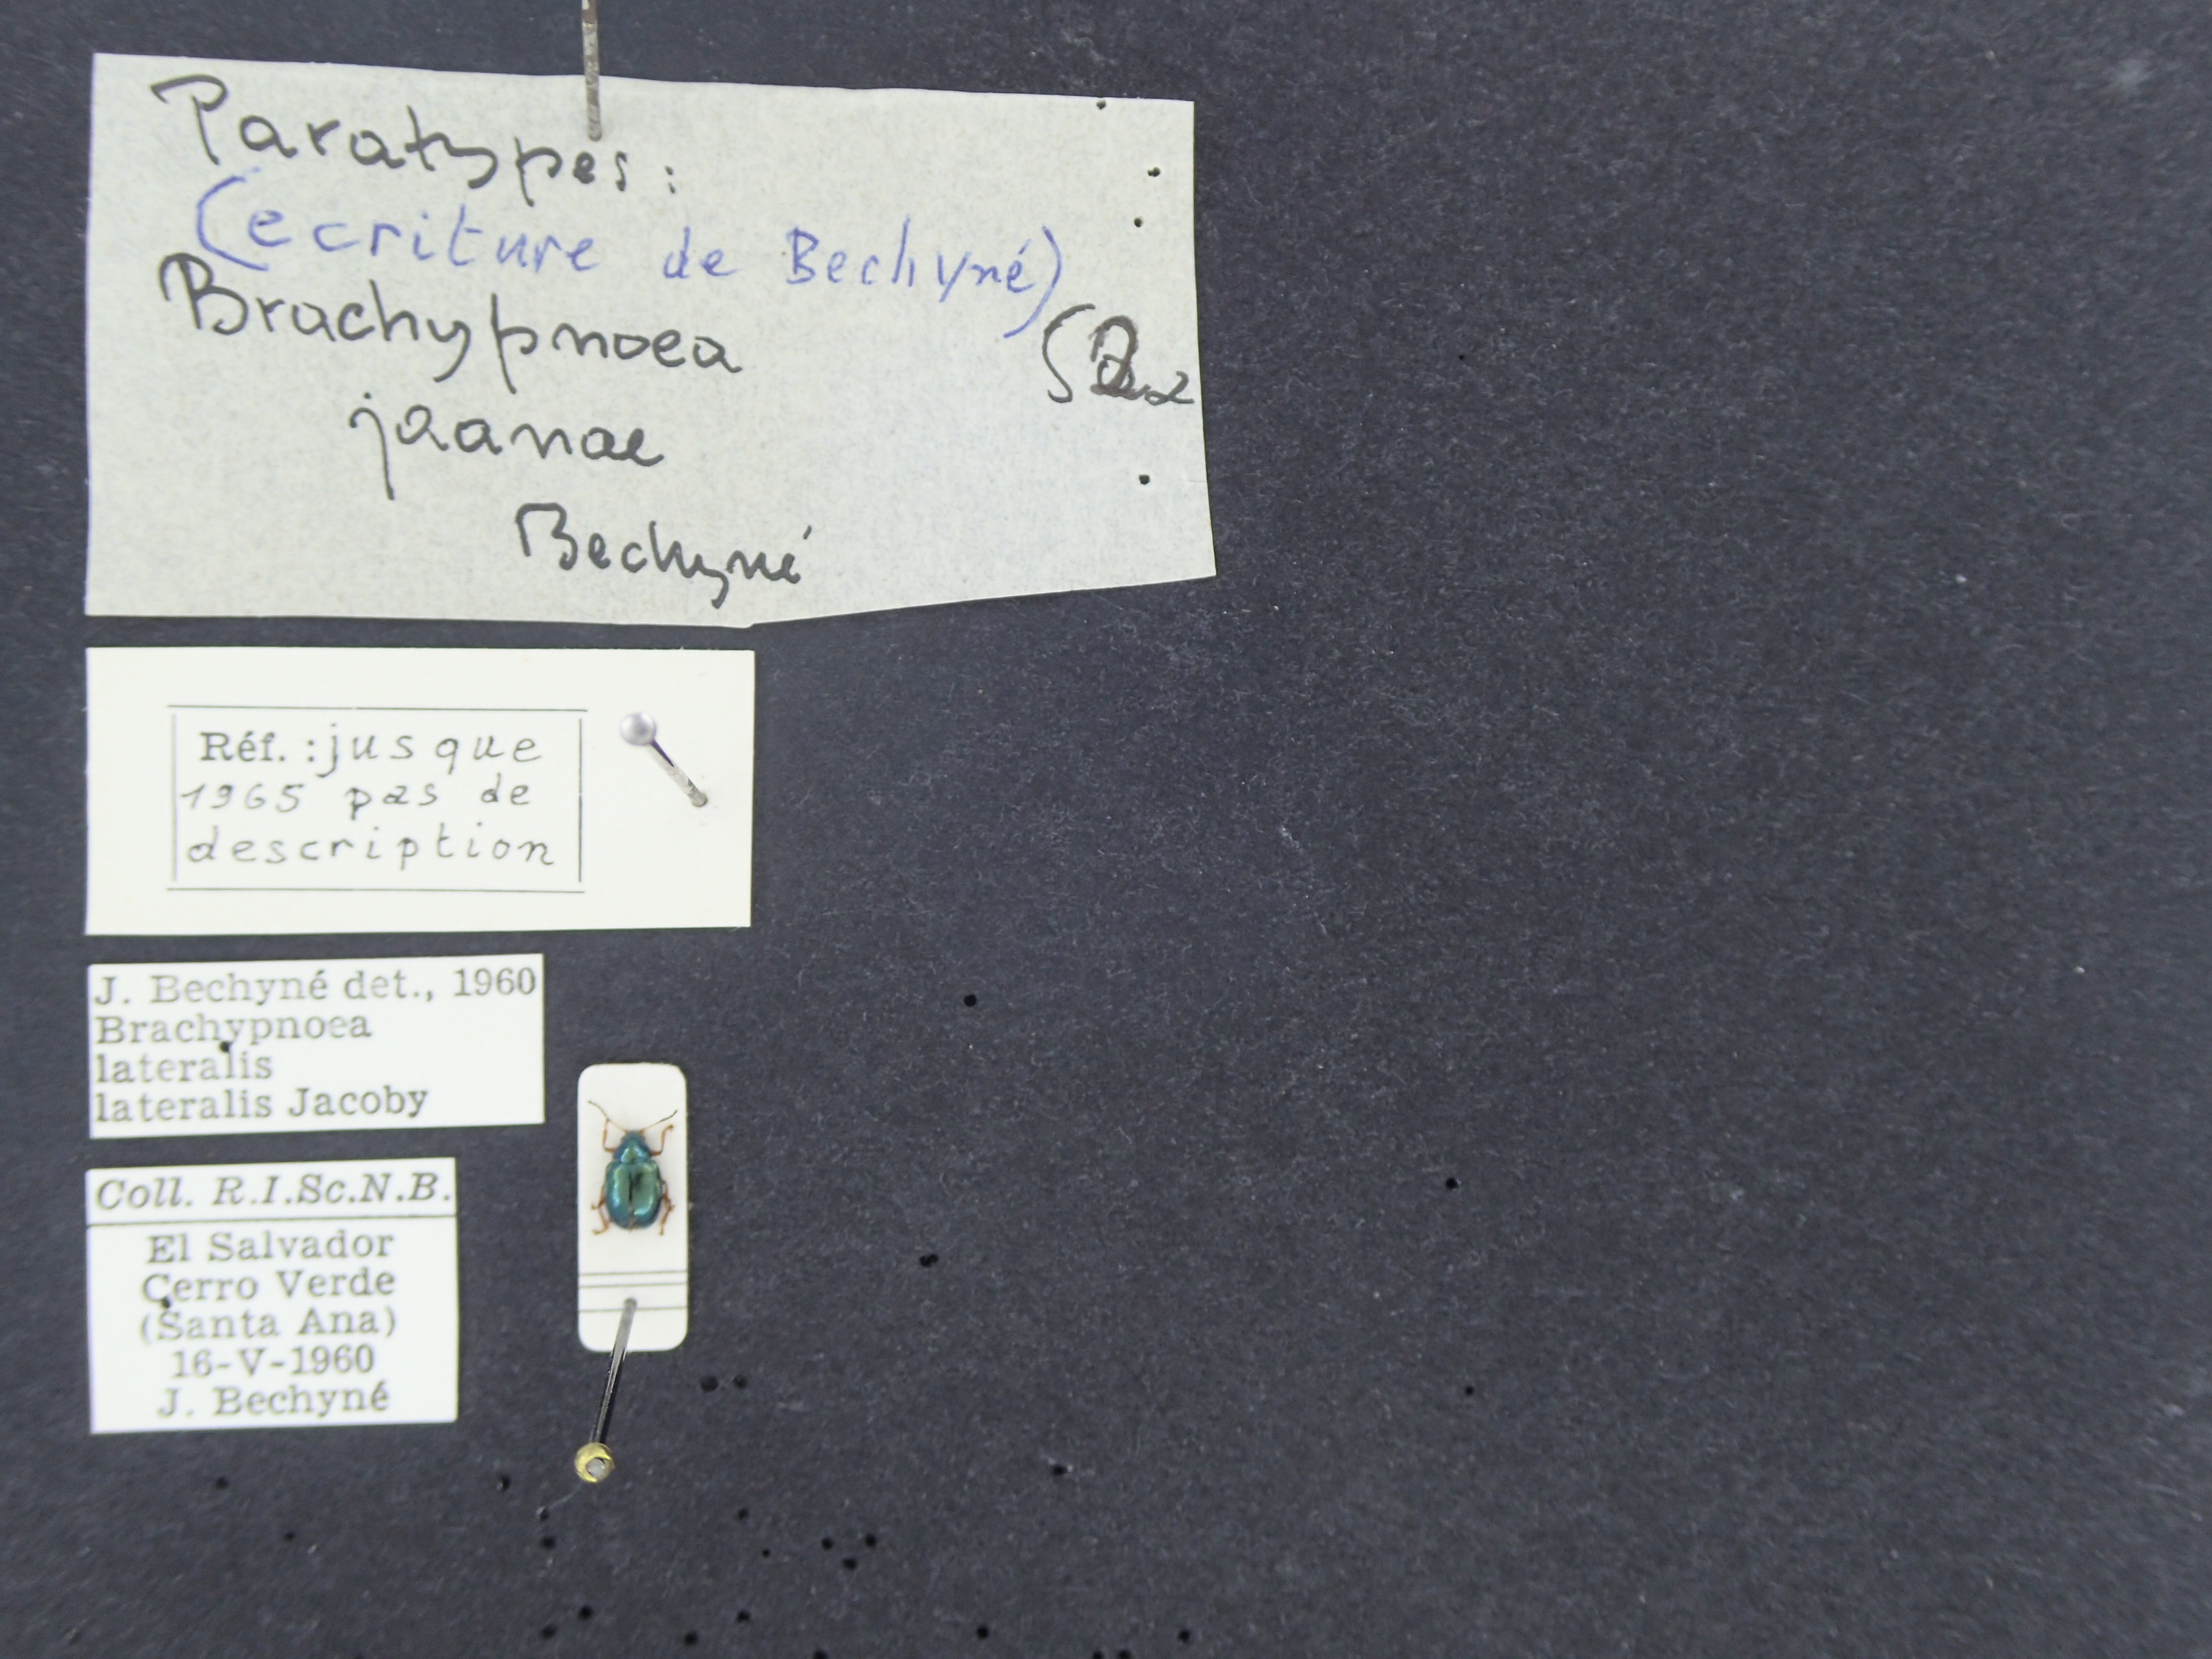 Paratypes:
(ecriture de Bechyné)
Brachypnoea
jaanae
Bechyné
Réf.: jusque
1965 pas de
description
J. Bechyné det., 1960
Brachypnoea
lateralis
lateralis Jacoby
Coll. R.I.Sc.N.B.
El Salvador
Cerro Verde
(Santa Ana)
16-V-1960
J. Bechyné